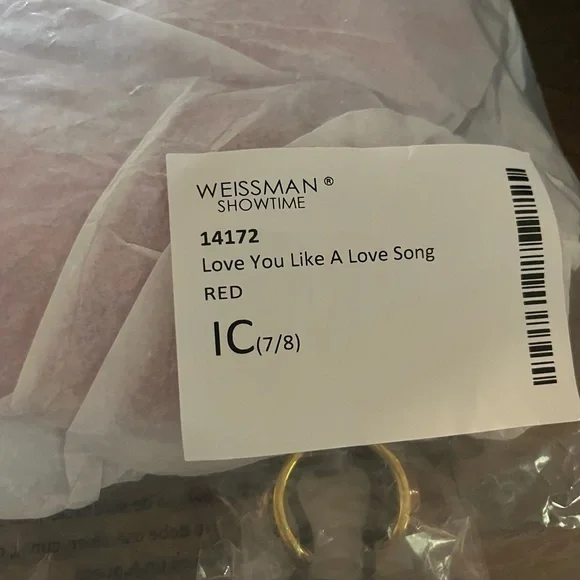 WEISSMAN®
SHOWTIME
14172
Love You Like A Love Song
RED
IC(7/8)